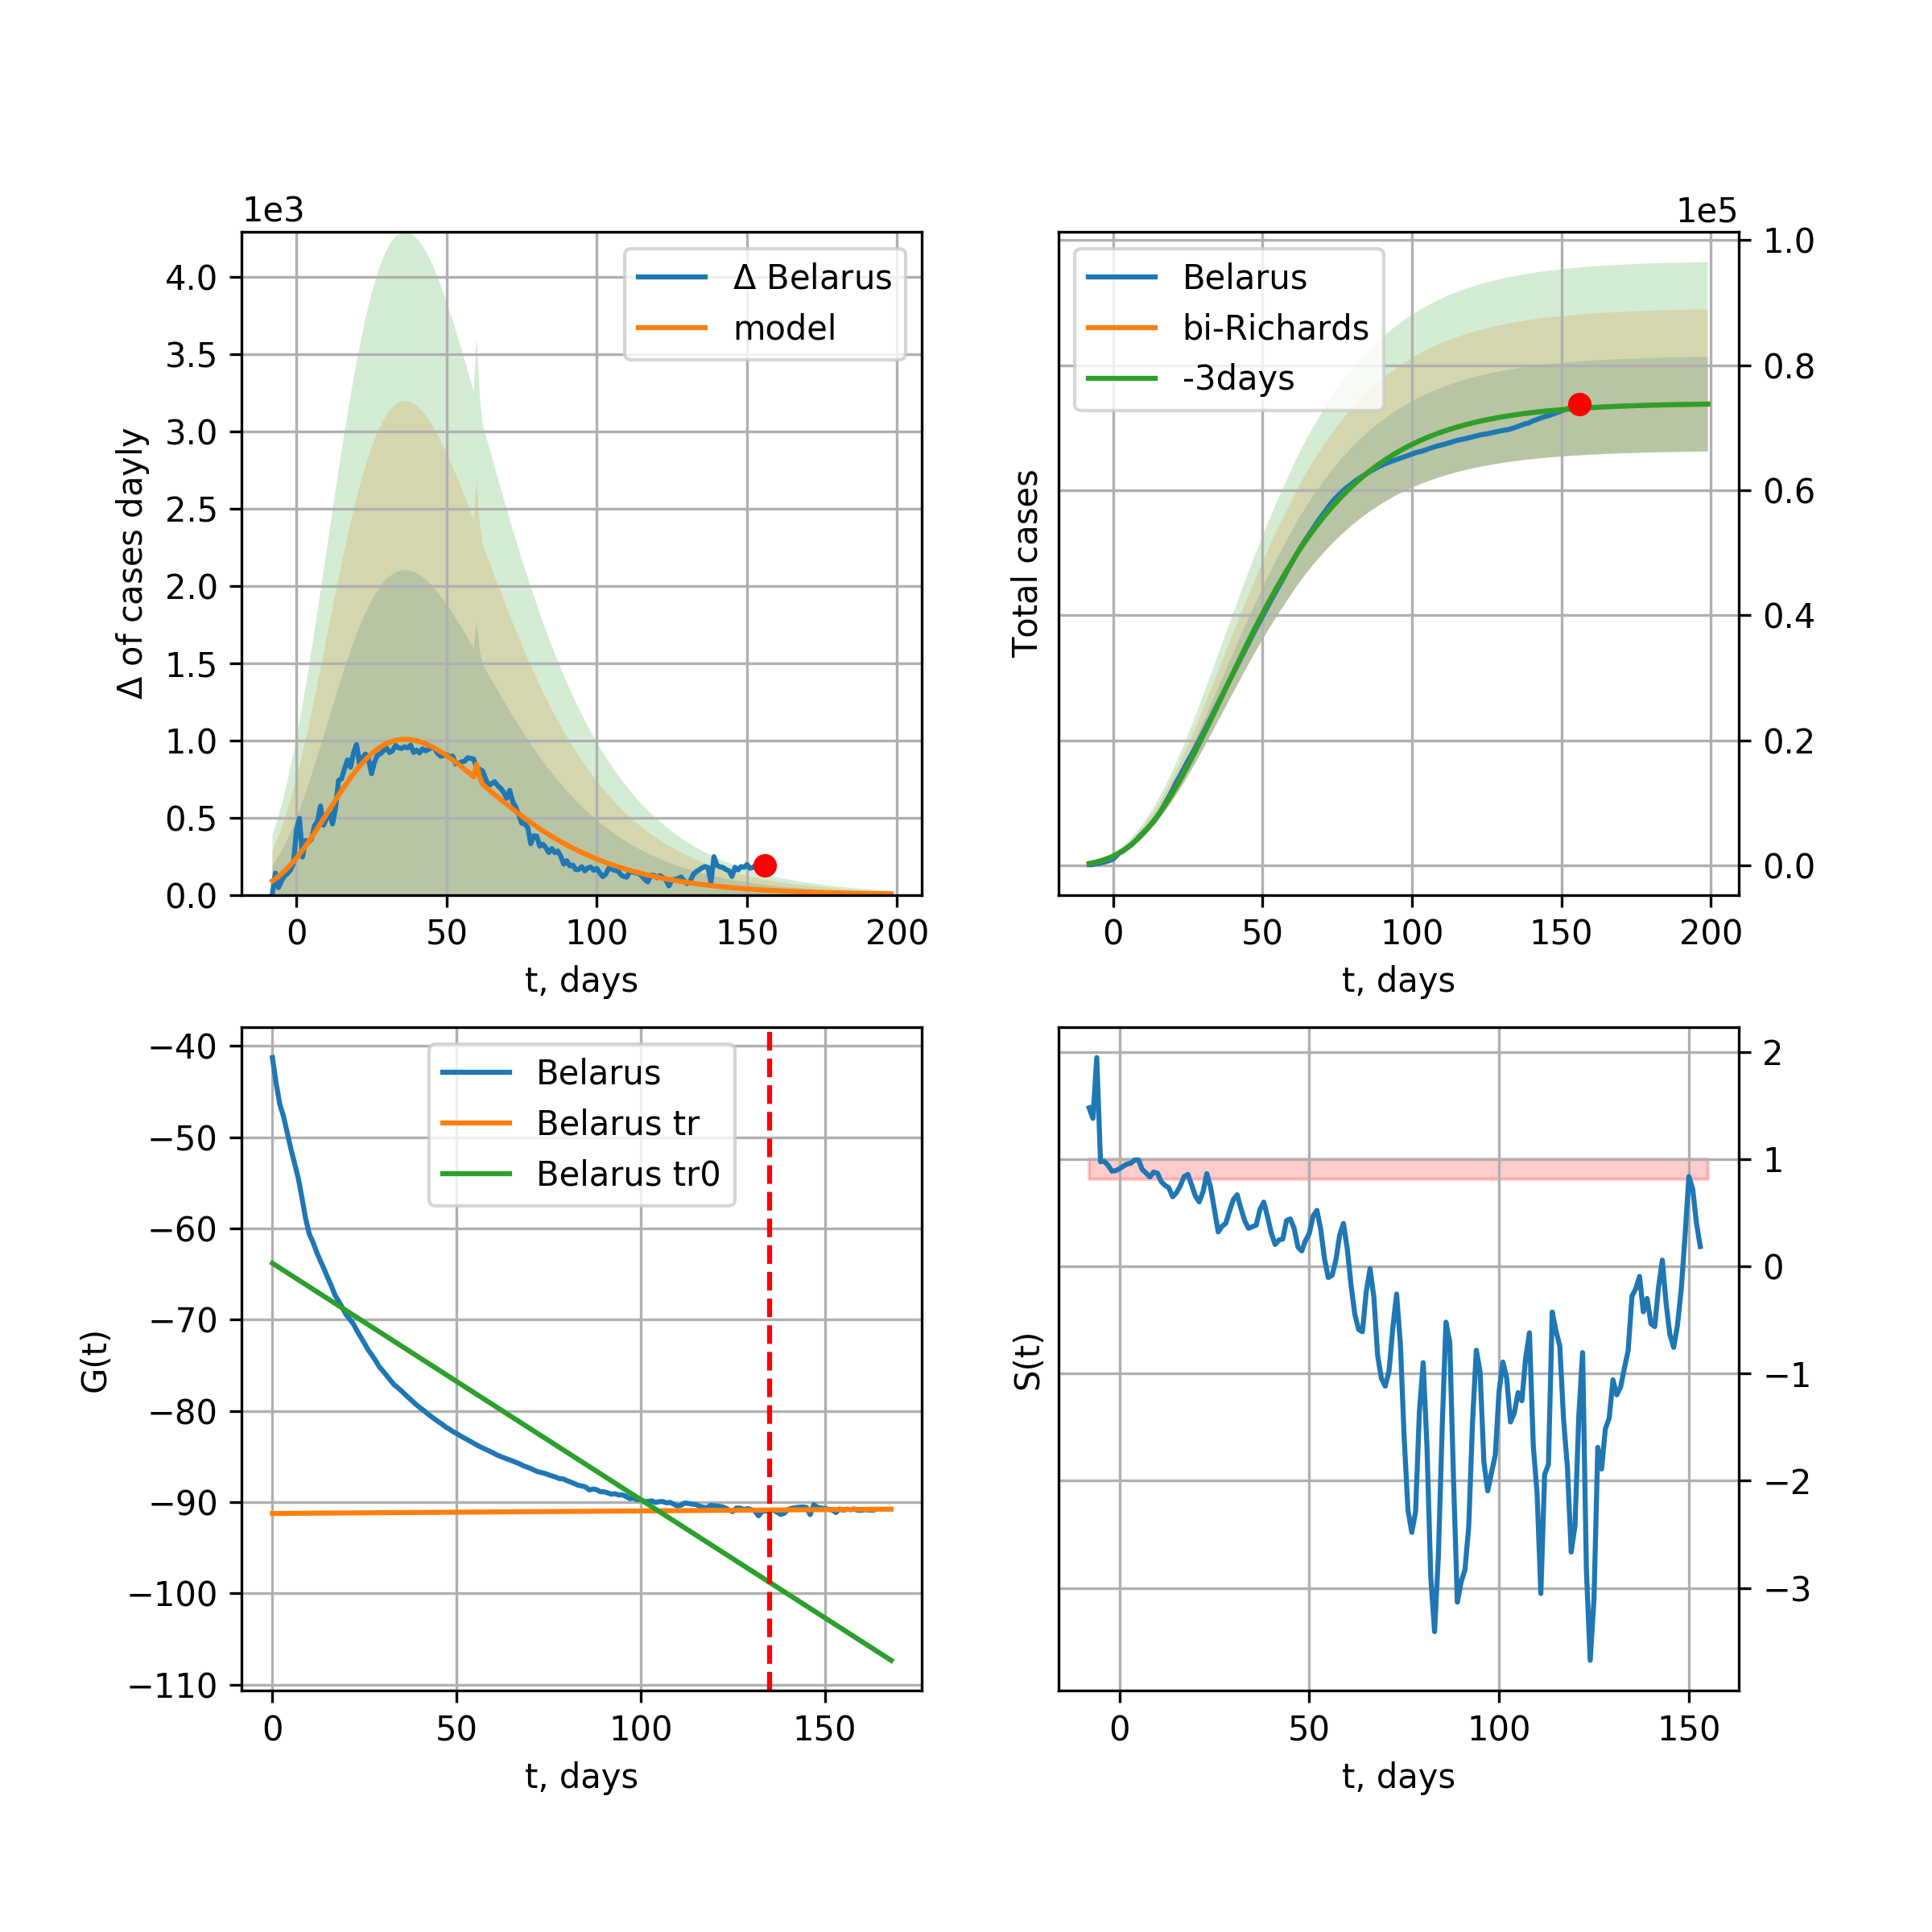 1e3
4.0
3.5
3.0
2.5
2.0
1.5
1.0
0.5
0.0
Δ of cases dayly
Δ Belarus
model
0 50 100 150 200
t, days
1e5
1.0
0.8
0.6
0.4
0.2
0.0
Total cases
Belarus
bi-Richards
-3days
0 50 100 150 200
t, days
−40
−50
−60
−70
−80
−90
−100
−110
G(t)
Belarus
Belarus tr
Belarus tr0
0 50 100 150
t, days
2
1
0
−1
−2
−3
S(t)
0 50 100 150
t, days